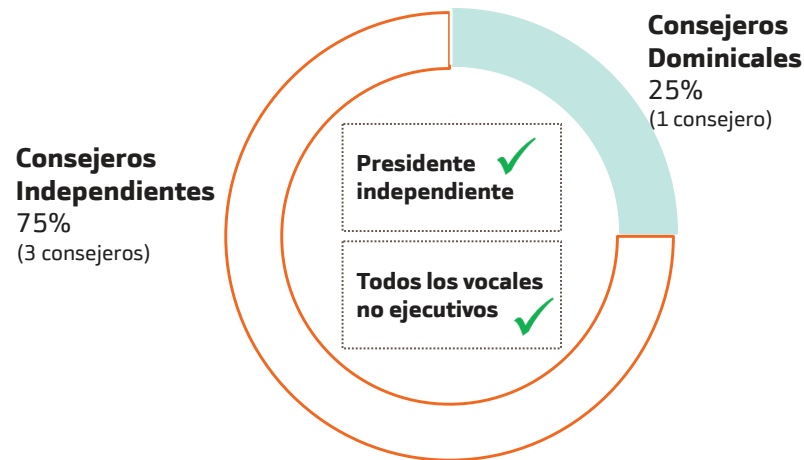 Consejeros
Dominicales
25%
(1 consejero)
Consejeros
Independientes
75%
(3 consejeros)
Presidente
independiente
Todos los vocales
no ejecutivos